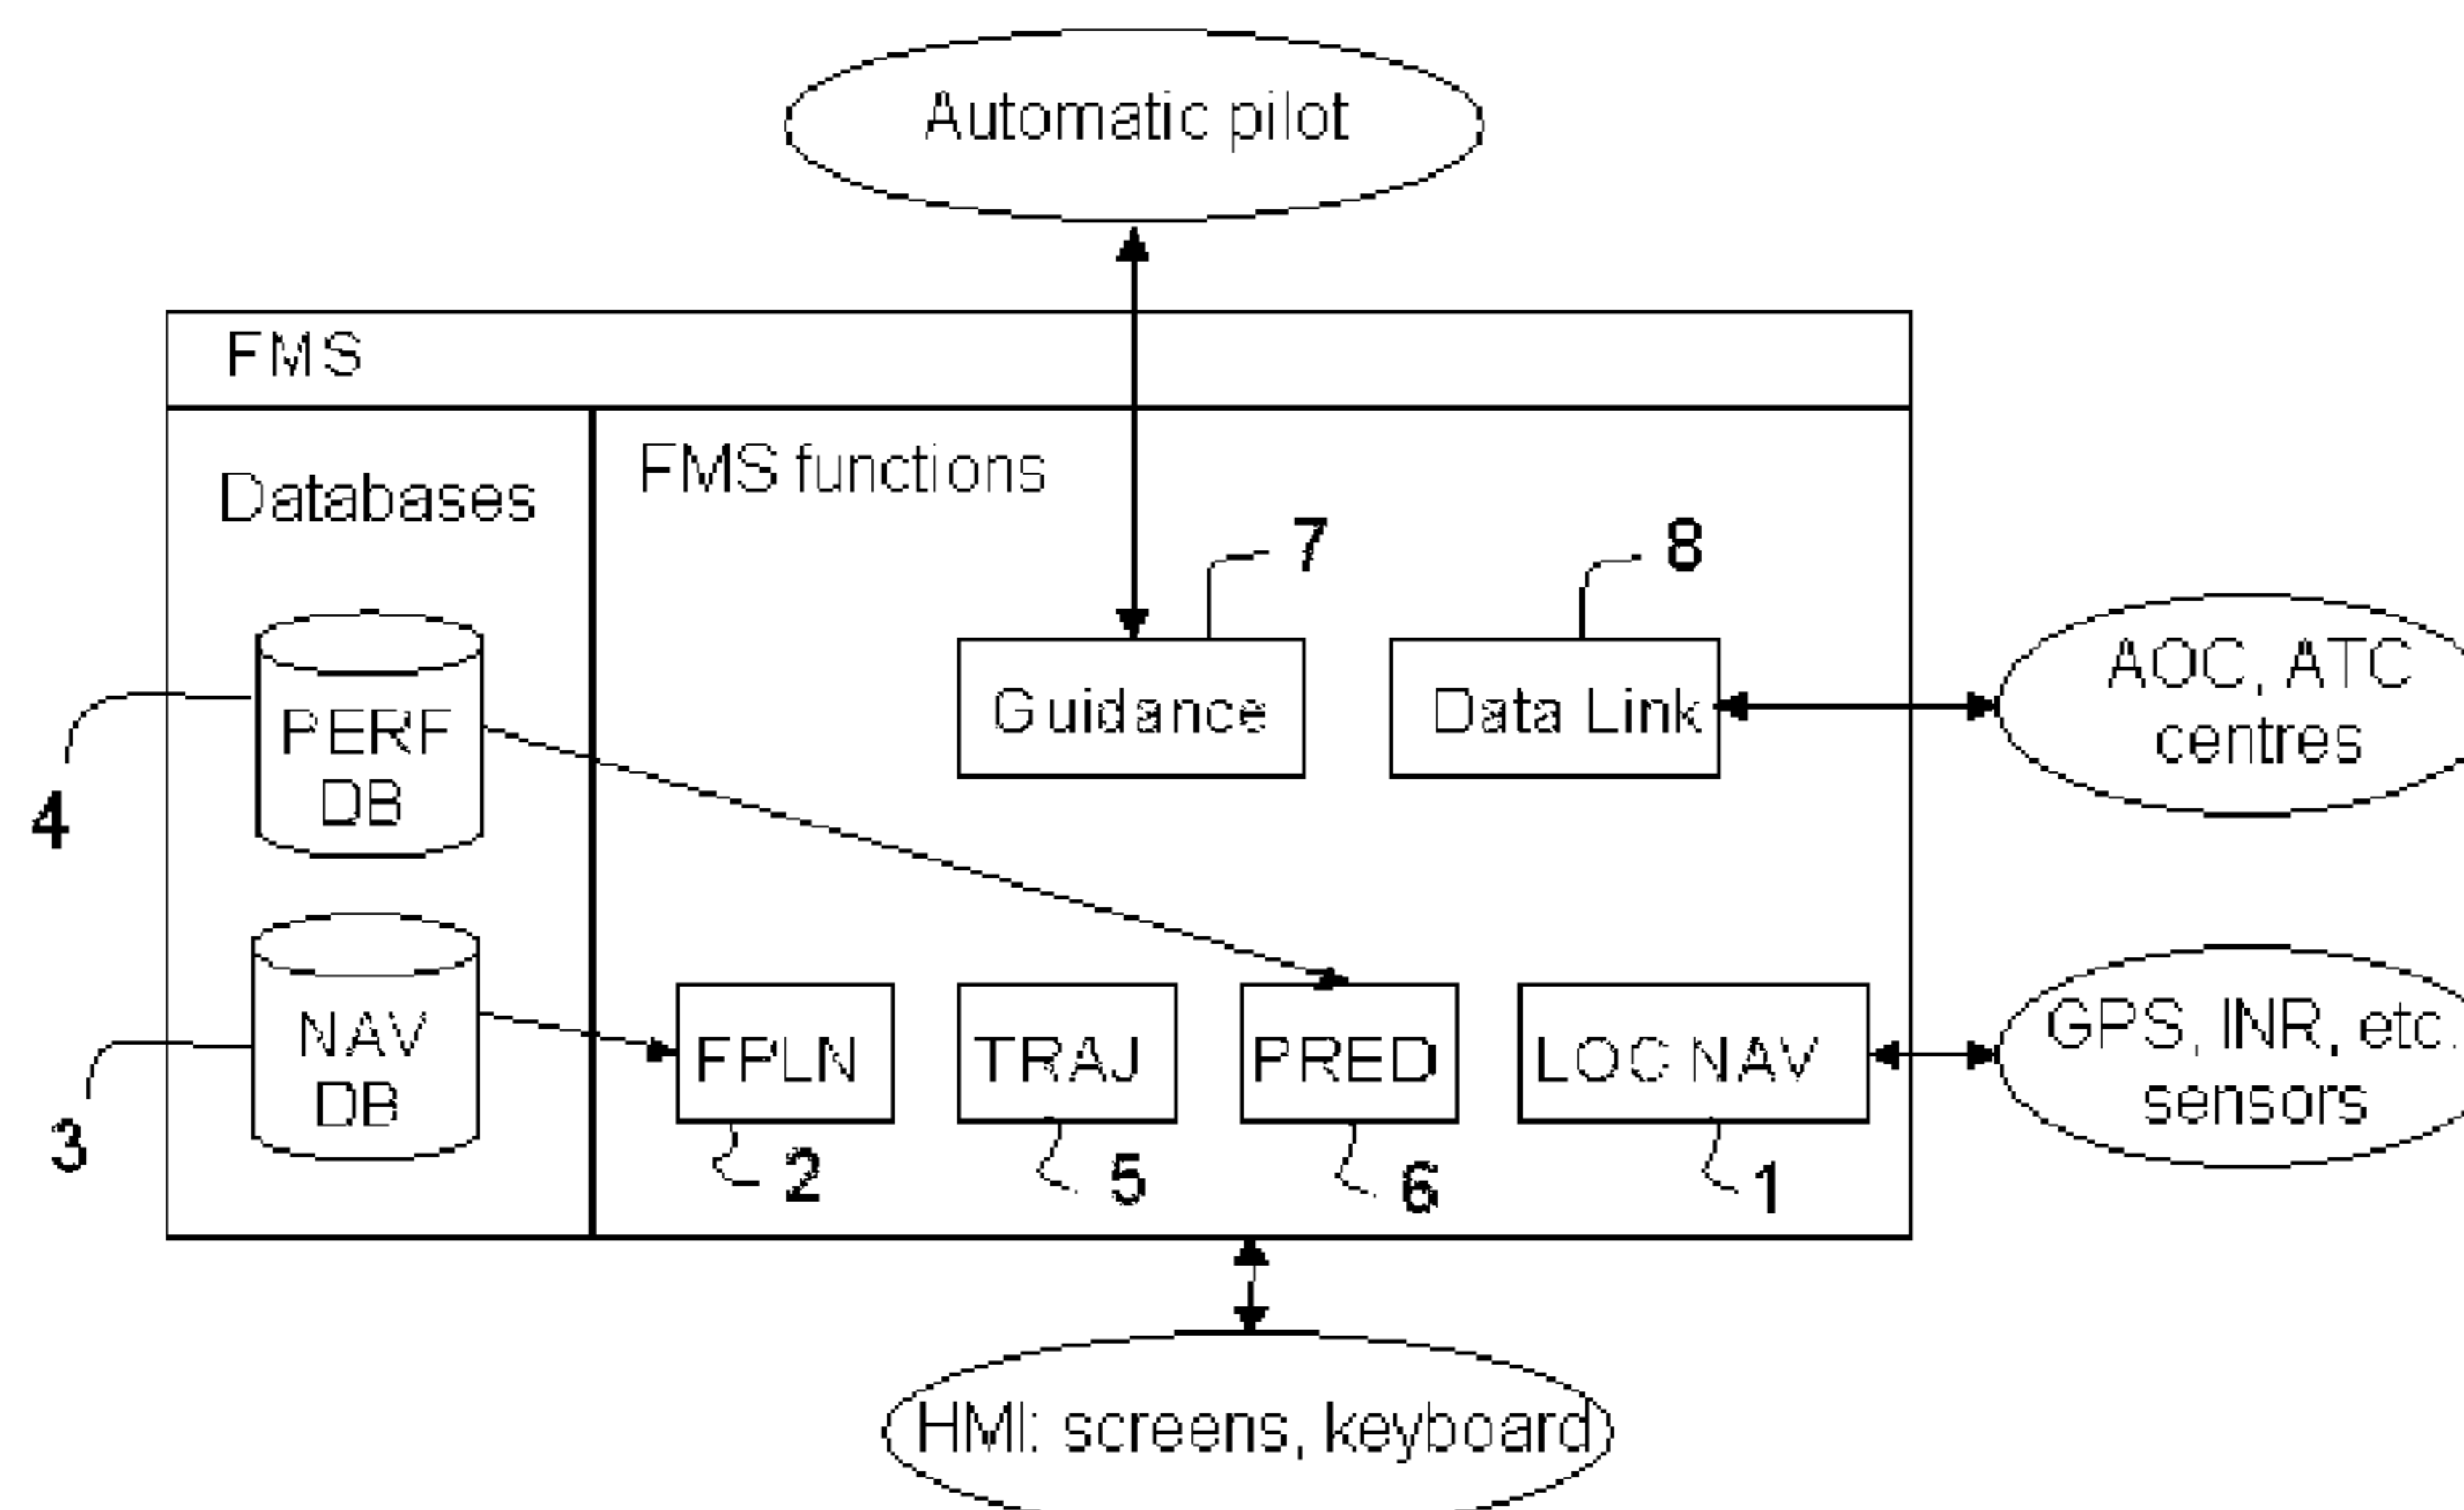 Automatic pilot
FMS
Databases
FMS functions
7
8
PERF
DB
Guidance
Data Link
AOC, ATC
centres
4
NAV
DB
FPLN
TRAJ
PRED
LOC NAV
GPS, INR, etc.
sensors
3
2
5
6
1
HMI: screens, keyboard